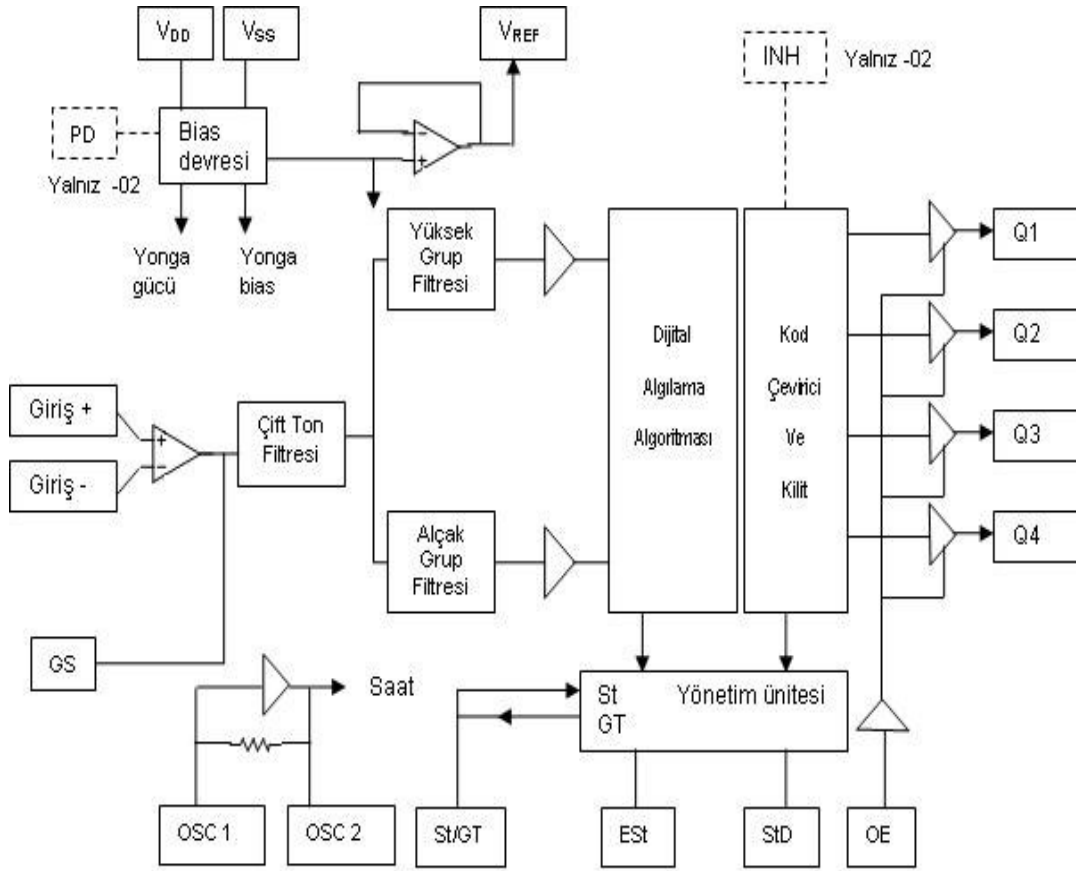 VDD
VSS
VREF
INH
Yalnız -02
PD
Bias
devresi
Yalnız -02
Yonga
gücü
Yonga
bias
Yüksek
Grup
Filtresi
Q1
Q2
Q3
Q4
Dijital
Algılama
Algoritması
Kod
Çevirici
Ve
Kilit
Giriş +
Giriş -
+
−
Çift Ton
Filtresi
Alçak
Grup
Filtresi
GS
Saat
St
GT
Yönetim ünitesi
OSC 1
OSC 2
St/GT
ESt
StD
OE